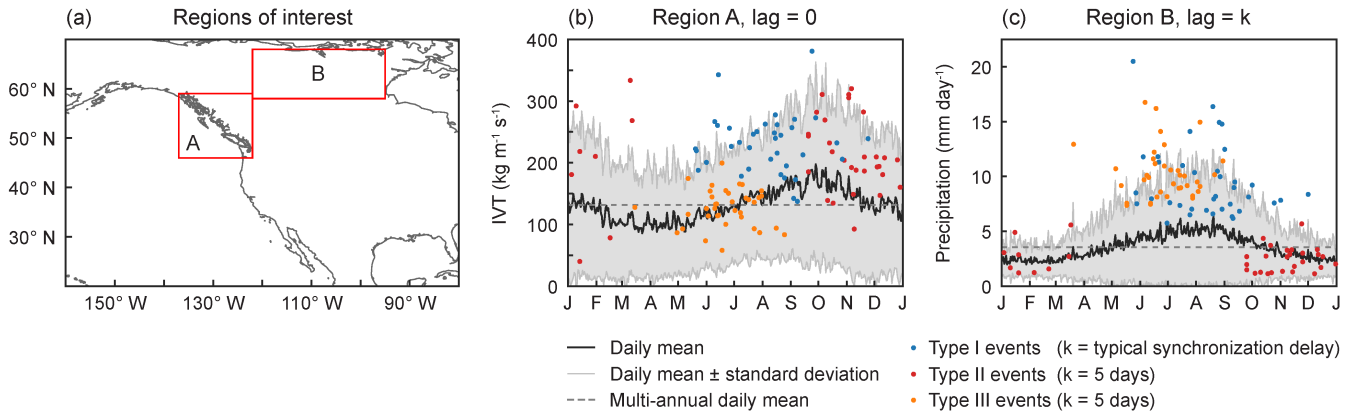 (a) Regions of interest
A
B
60° N
50° N
40° N
30° N
150° W 130° W 110° W 90° W
(b) Region A, lag = 0
IVT (kg m⁻¹ s⁻¹)
400
300
200
100
0
J F M A M J J A S O N D J
(c) Region B, lag = k
Precipitation (mm day⁻¹)
20
15
10
5
0
J F M A M J J A S O N D J
Daily mean
Daily mean ± standard deviation
Multi-annual daily mean
Type I events (k = typical synchronization delay)
Type II events (k = 5 days)
Type III events (k = 5 days)